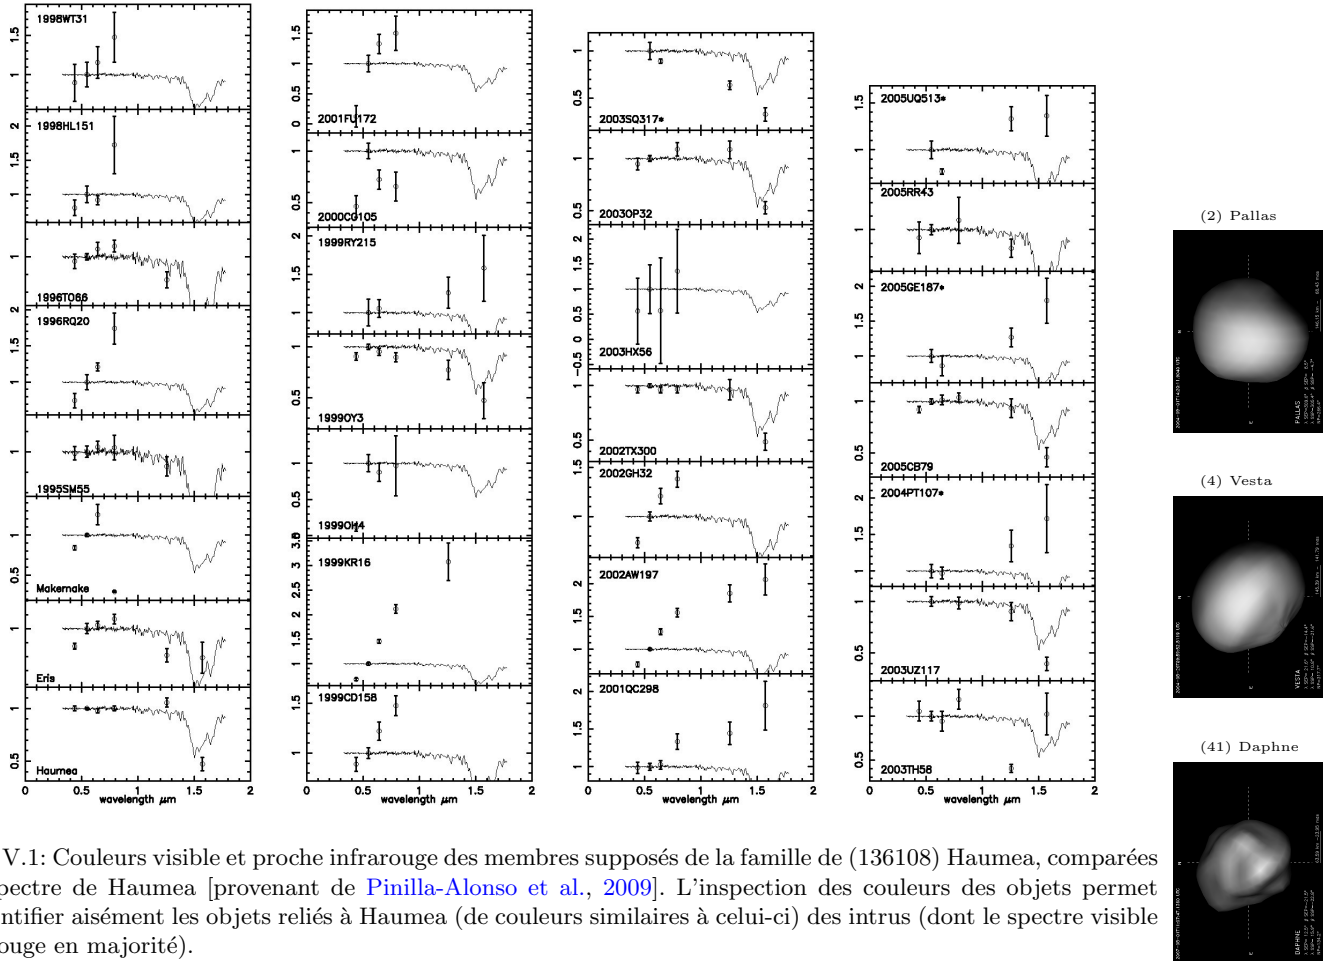 1998WT31
1998HL151
1996TO66
1996RQ20
1995SM55
Makemake
Eris
Haumea
wavelength μm
2001FU172
2000CG105
1999RY215
1999OY3
1999OH4
1999KR16
1999CD158
wavelength μm
2003SQ317*
2003OP32
2003HX56
2002TX300
2002GH32
2002AW197
2001QC298
wavelength μm
2005UQ513*
2005RR43
2005GE187*
2005CB79
2004PT107*
2003UZ117
2003TH58
wavelength μm
(2) Pallas
PALLAS
(4) Vesta
VESTA
(41) Daphne
DAPHNE
V.1: Couleurs visible et proche infrarouge des membres supposés de la famille de (136108) Haumea, comparées
pectre de Haumea [provenant de Pinilla-Alonso et al., 2009]. L'inspection des couleurs des objets permet
ntifier aisément les objets reliés à Haumea (de couleurs similaires à celui-ci) des intrus (dont le spectre visible
ouge en majorité).